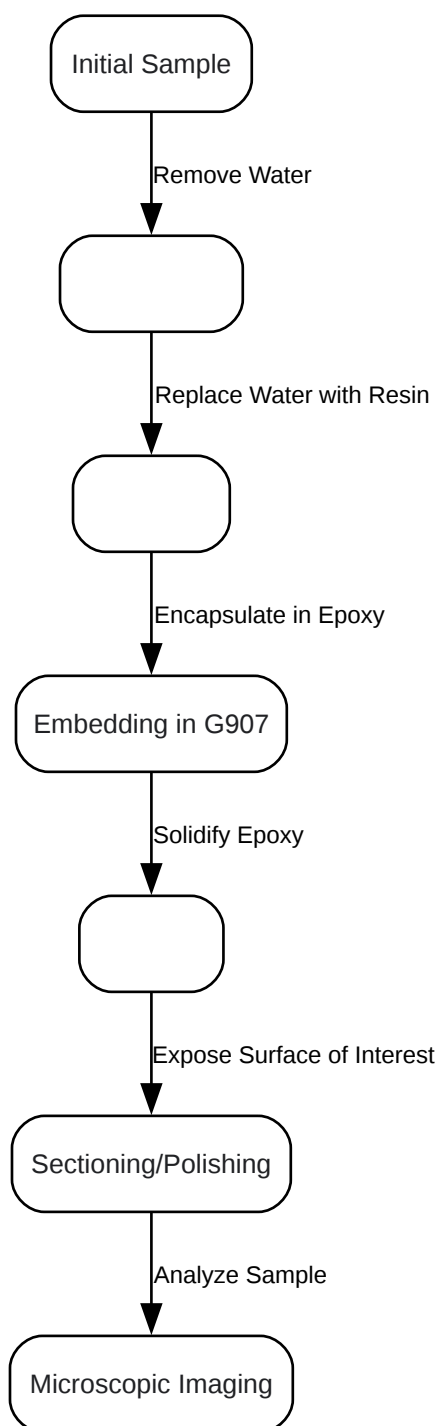 Initial Sample
Remove Water
Replace Water with Resin
Encapsulate in Epoxy
Embedding in G907
Solidify Epoxy
Expose Surface of Interest
Sectioning/Polishing
Analyze Sample
Microscopic Imaging